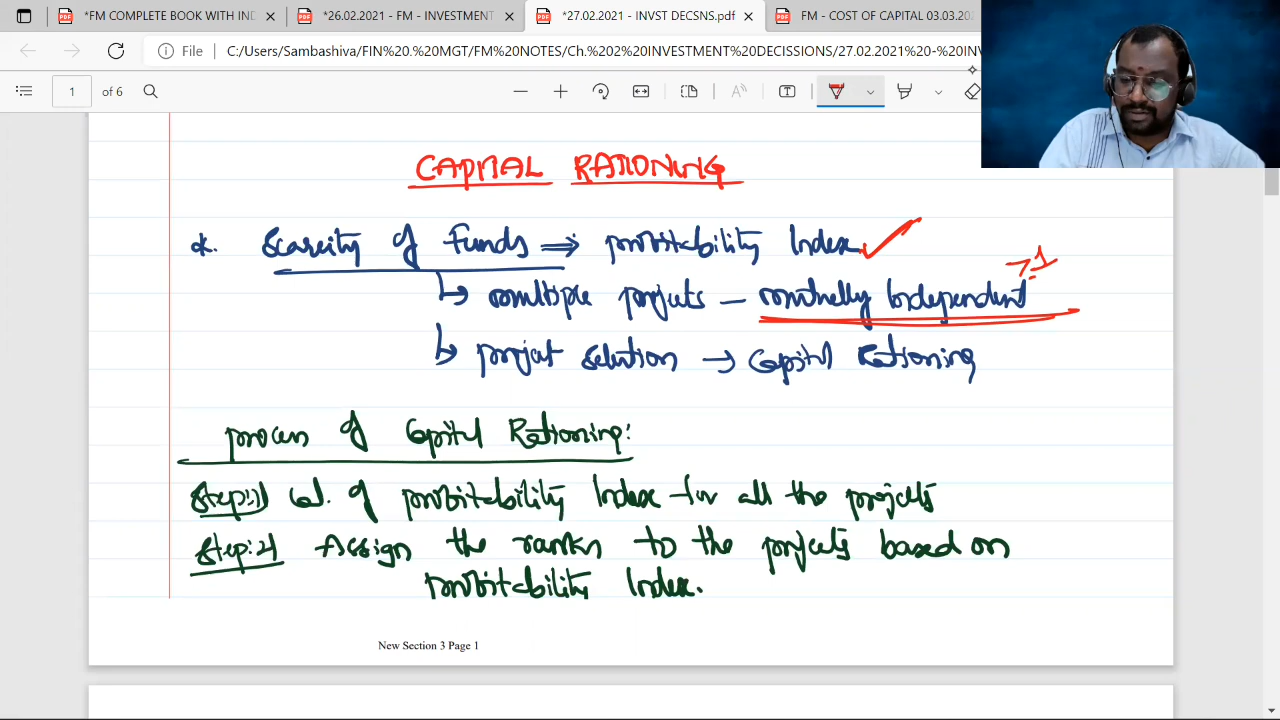 *FM COMPLETE BOOK WITH IND
*26.02.2021 - FM - INVESTMENT
*27.02.2021 - INVST DECSNS.pdf
FM - COST OF CAPITAL 03.03.20
File
C:/Users/Sambashiva/FIN%20.%20MGT/FM%20NOTES/Ch.%202%20INVESTMENT%20DECISSIONS/27.02.2021%20-%20INV
1 of 6
CAPITAL RATIONING
*. Scarcity of Funds ⇒ profitability Index ✓
↳ multiple projects – mutually Independent >1
↳ project selution → Capital Rationing
process of Capital Rationing:
Step:1) Cal. of profitability Index for all the projects
Step:2) Assign the ranks to the projects based on
profitability Index.
New Section 3 Page 1